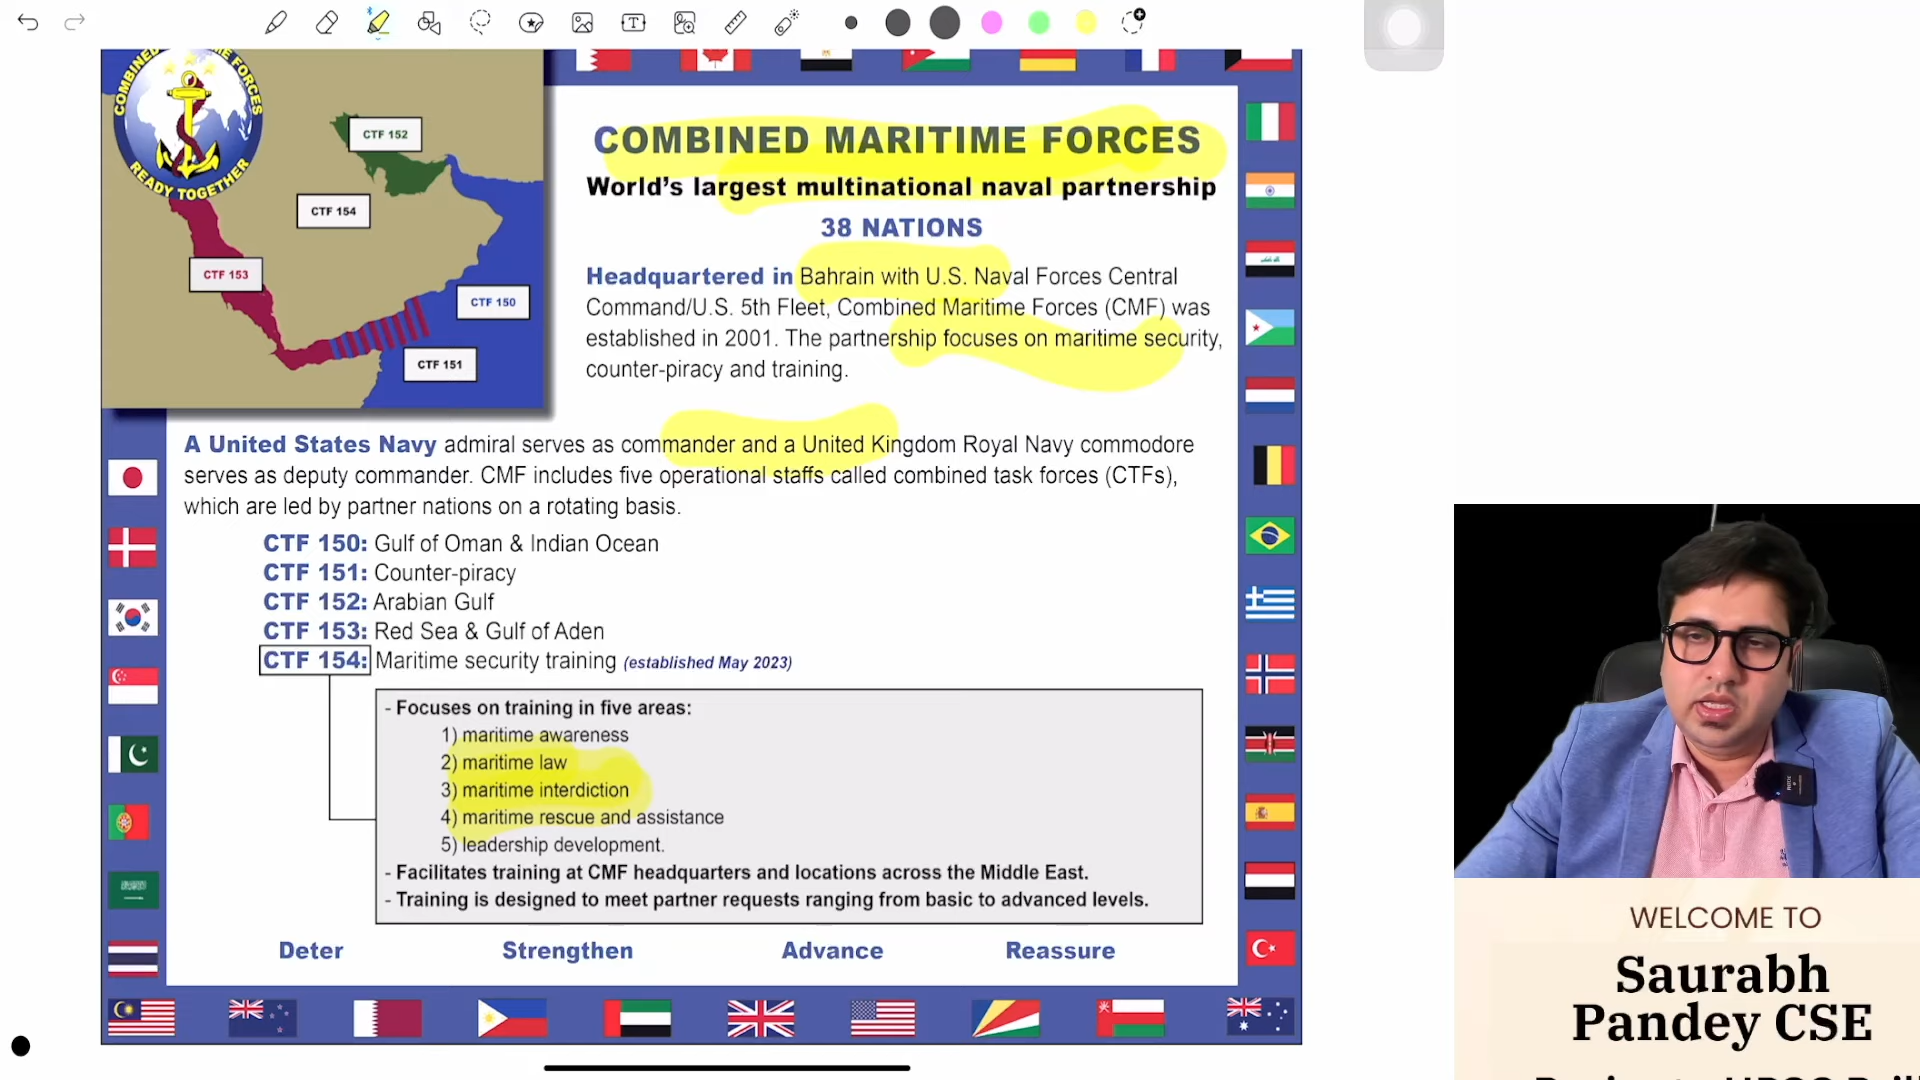 COMBINED MARITIME FORCES
READY TOGETHER
CTF 152
CTF 154
CTF 153
CTF 150
CTF 151
COMBINED MARITIME FORCES
World's largest multinational naval partnership
38 NATIONS
Headquartered in Bahrain with U.S. Naval Forces Central
Command/U.S. 5th Fleet, Combined Maritime Forces (CMF) was
established in 2001. The partnership focuses on maritime security,
counter-piracy and training.
A United States Navy admiral serves as commander and a United Kingdom Royal Navy commodore
serves as deputy commander. CMF includes five operational staffs called combined task forces (CTFs),
which are led by partner nations on a rotating basis.
CTF 150: Gulf of Oman & Indian Ocean
CTF 151: Counter-piracy
CTF 152: Arabian Gulf
CTF 153: Red Sea & Gulf of Aden
CTF 154: Maritime security training (established May 2023)
- Focuses on training in five areas:
1) maritime awareness
2) maritime law
3) maritime interdiction
4) maritime rescue and assistance
5) leadership development.
- Facilitates training at CMF headquarters and locations across the Middle East.
- Training is designed to meet partner requests ranging from basic to advanced levels.
Deter Strengthen Advance Reassure
WELCOME TO
Saurabh
Pandey CSE